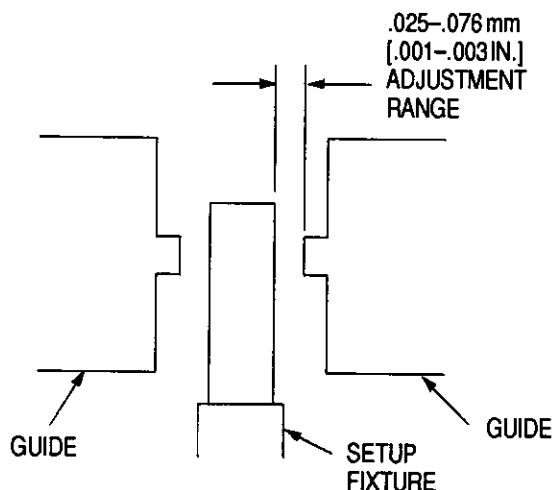 .025–.076 mm
[.001–.003 IN.]
ADJUSTMENT
RANGE
GUIDE
SETUP
FIXTURE
GUIDE